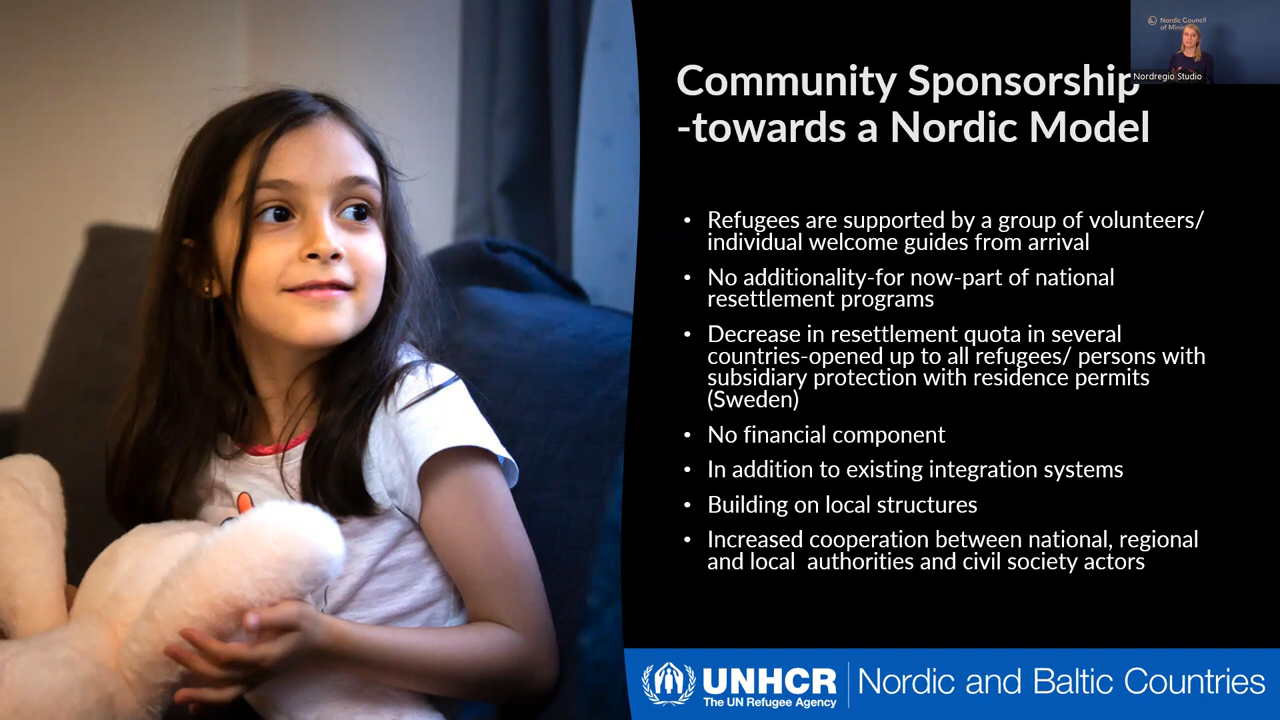 Nordic Council
of Minis
Nordregio Studio
Community Sponsorship
-towards a Nordic Model
• Refugees are supported by a group of volunteers/
individual welcome guides from arrival
• No additionality-for now-part of national
resettlement programs
• Decrease in resettlement quota in several
countries-opened up to all refugees/ persons with
subsidiary protection with residence permits
(Sweden)
• No financial component
• In addition to existing integration systems
• Building on local structures
• Increased cooperation between national, regional
and local  authorities and civil society actors
UNHCR
The UN Refugee Agency
Nordic and Baltic Countries